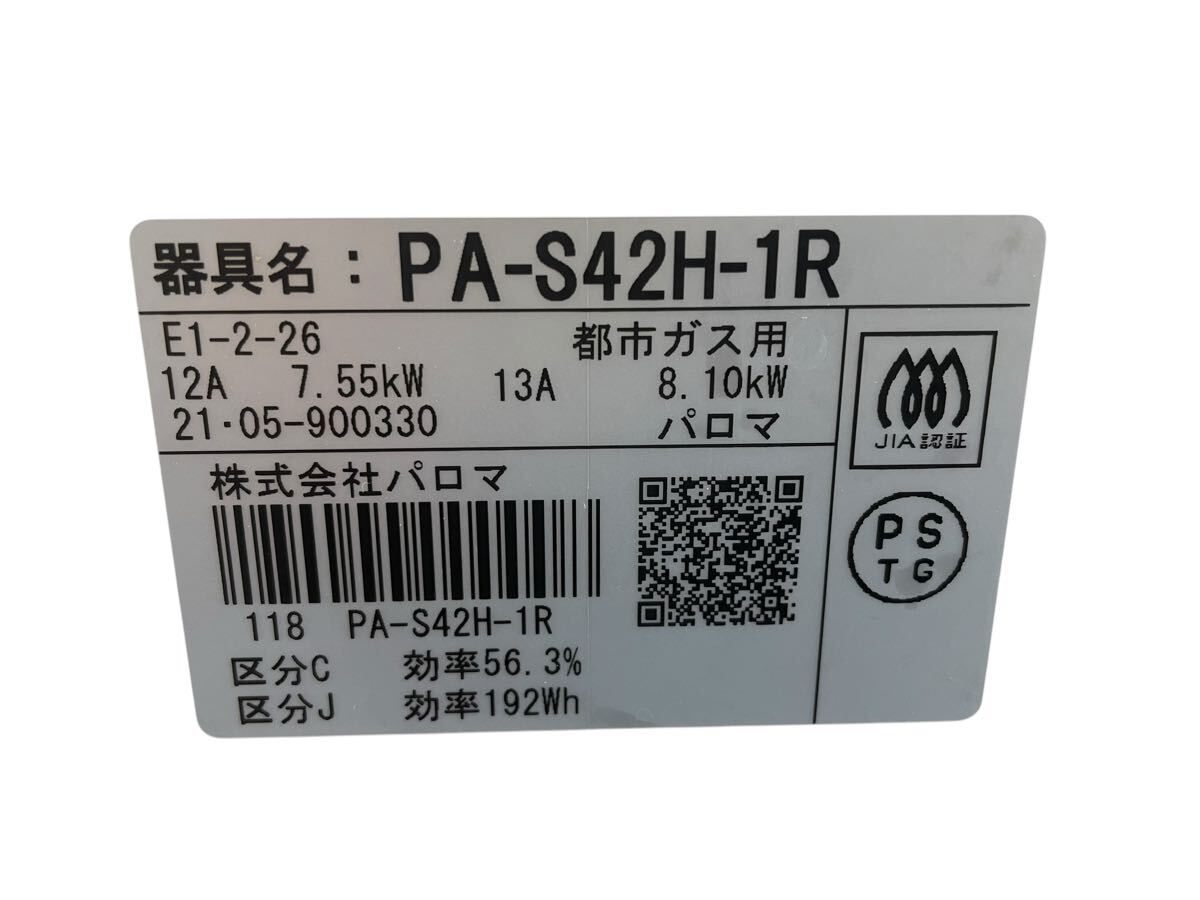 器具名：PA-S42H-1R
E1-2-26 都市ガス用
12A 7.55kW 13A 8.10kW
21·05-900330 パロマ
JIA認証
株式会社パロマ
PS
TG
118 PA-S42H-1R
区分C 効率56.3%
区分J 効率192Wh